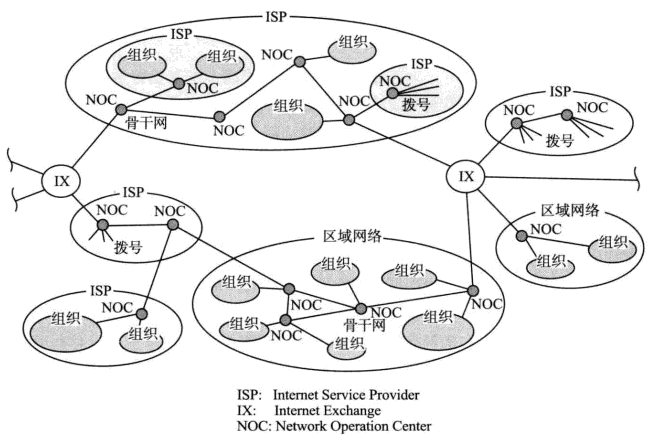 ISP
ISP
组织
组织
NOC
组织
NOC
ISP
NOC
拨号
NOC
骨干网
NOC
组织
NOC
ISP
NOC
NOC
拨号
IX
IX
ISP
NOC
NOC
拨号
区域网络
NOC
组织
组织
区域网络
组织
组织
组织
NOC
NOC
骨干网
NOC
NOC
组织
组织
组织
ISP
NOC
组织
组织
ISP: Internet Service Provider
IX: Internet Exchange
NOC: Network Operation Center